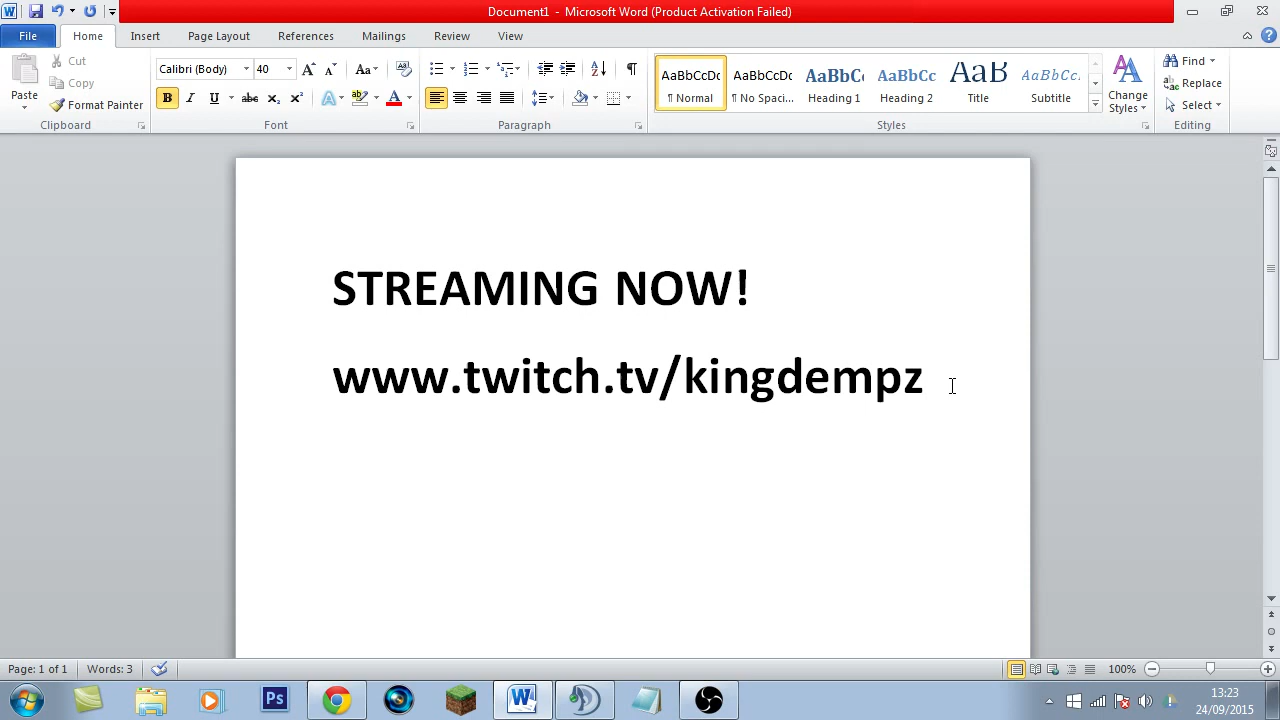 Document1 - Microsoft Word (Product Activation Failed)
File Home Insert Page Layout References Mailings Review View
Paste
Cut
Copy
Format Painter
Clipboard
Calibri (Body) 40
Font
Paragraph
AaBbCcDc AaBbCcDc AaBbC AaBbCc AaB AaBbCc.
¶ Normal ¶ No Spaci... Heading 1 Heading 2 Title Subtitle
Styles
Change
Styles
Find
Replace
Select
Editing
STREAMING NOW!
www.twitch.tv/kingdempz
Page: 1 of 1 Words: 3 100%
Ps
13:23
24/09/2015